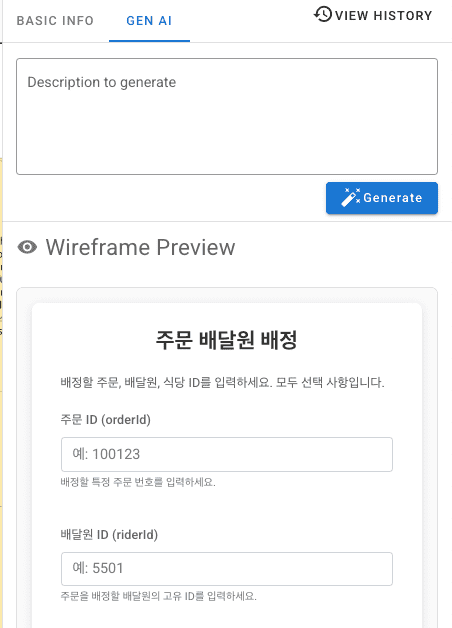 BASIC INFO
GEN AI
VIEW HISTORY
Description to generate
Generate
Wireframe Preview
주문 배달원 배정
배정할 주문, 배달원, 식당 ID를 입력하세요. 모두 선택 사항입니다.
주문 ID (orderId)
예: 100123
배정할 특정 주문 번호를 입력하세요.
배달원 ID (riderId)
예: 5501
주문을 배정할 배달원의 고유 ID를 입력하세요.